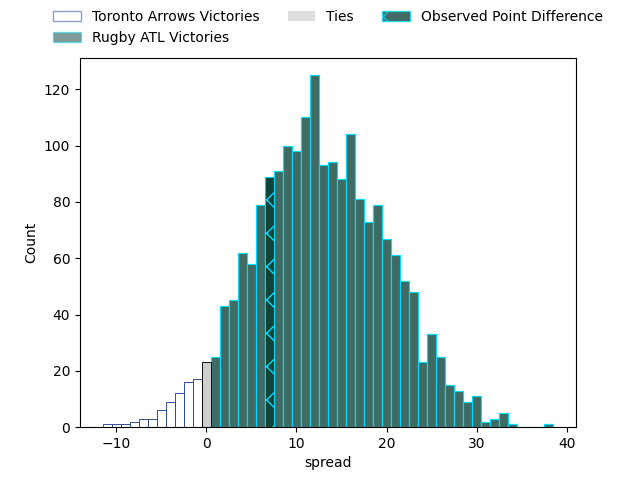 Toronto Arrows Victories Ties Observed Point Difference
Rugby ATL Victories
120
100
80
60
40
20
0
Count
−10 0 10 20 30 40
spread